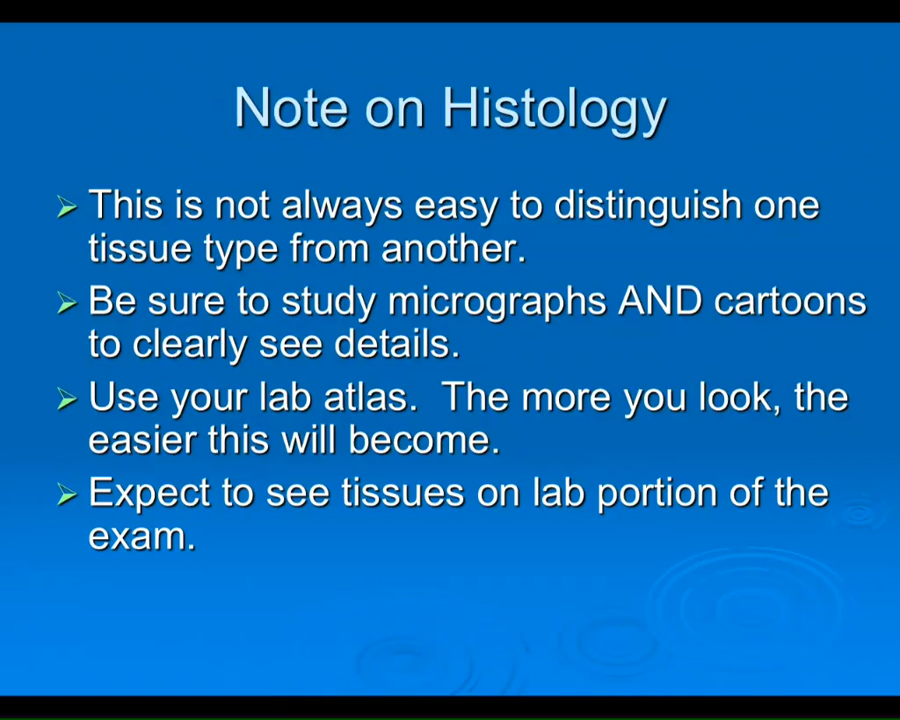 Note on Histology
This is not always easy to distinguish one
tissue type from another.
Be sure to study micrographs AND cartoons
to clearly see details.
Use your lab atlas.  The more you look, the
easier this will become.
Expect to see tissues on lab portion of the
exam.